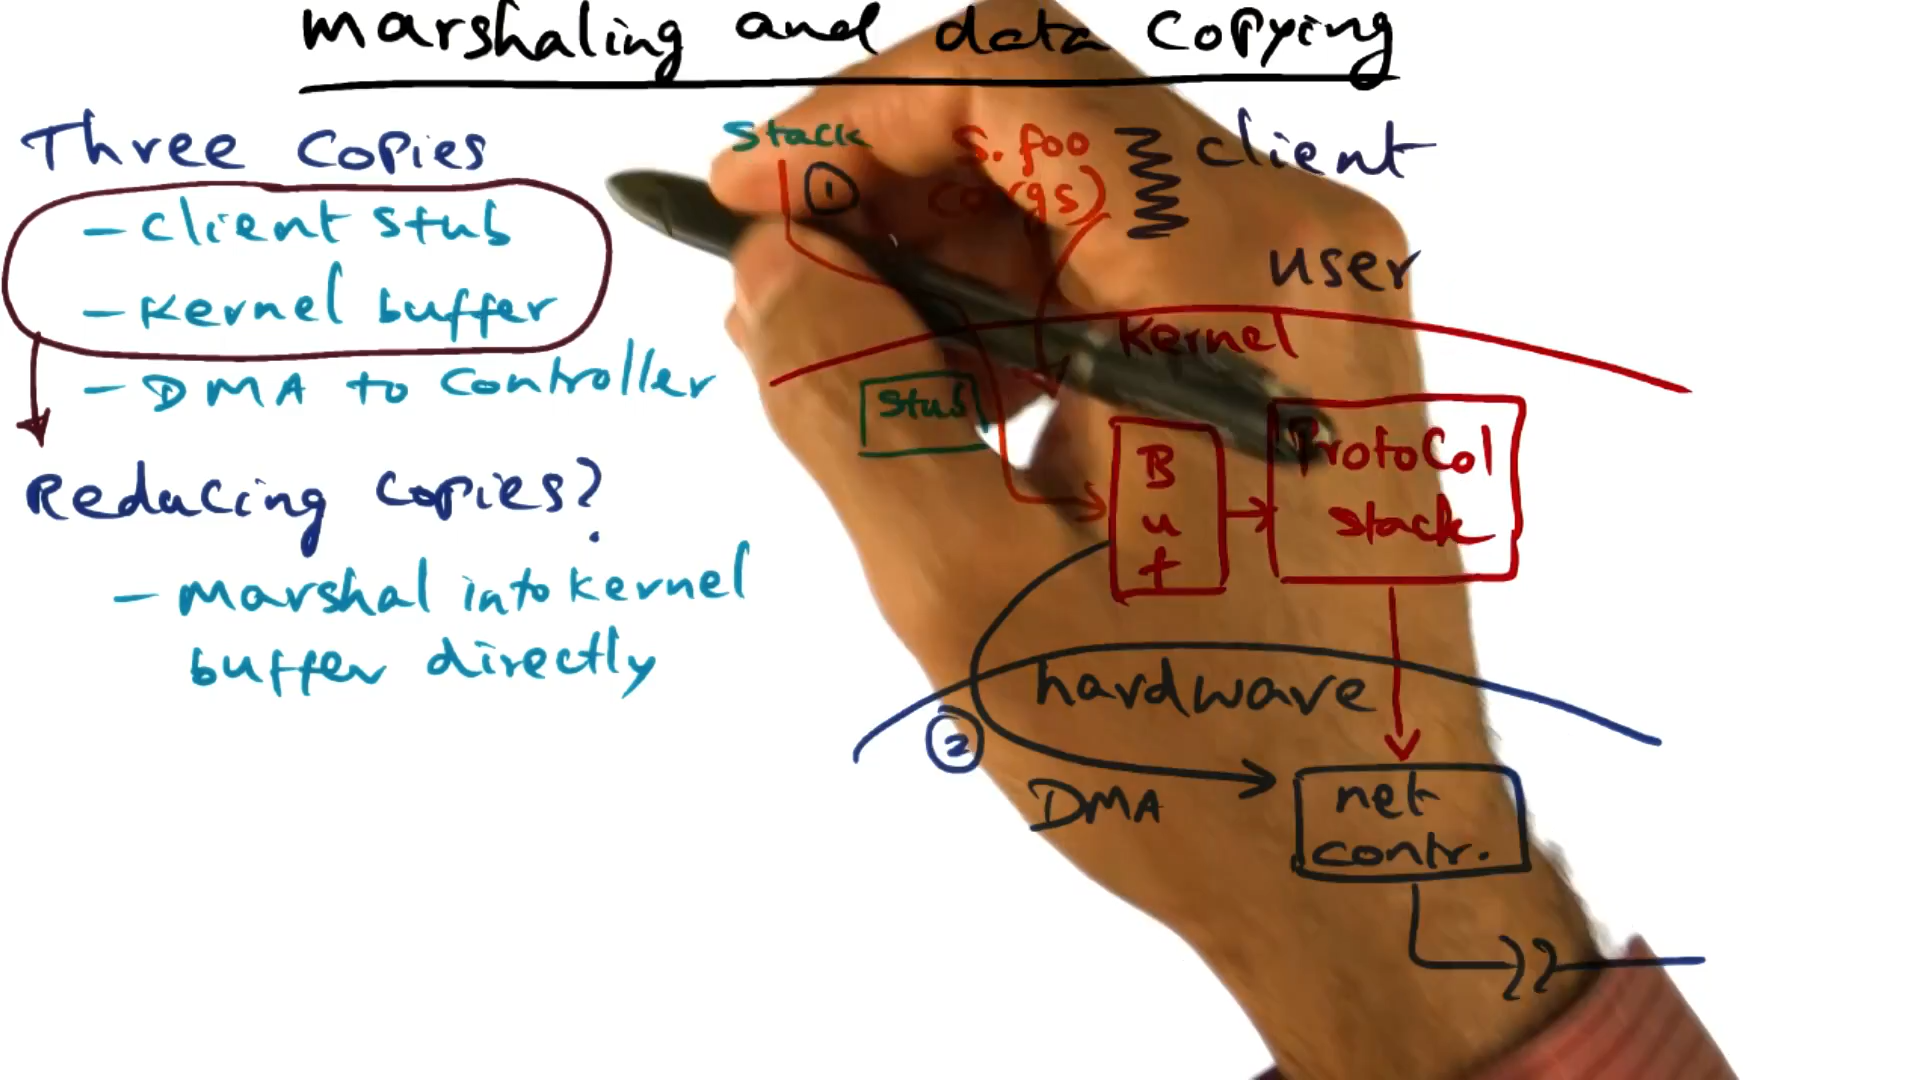 marshaling and data copying
Three copies
- client stub
- Kernel buffer
- DMA to controller
Reducing copies?
- Marshal into kernel
buffer directly
Stack
1
S. foo
(args)
client
user
Kernel
Stub
Buf
Protocol
stack
hardware
2
DMA
net
contr.